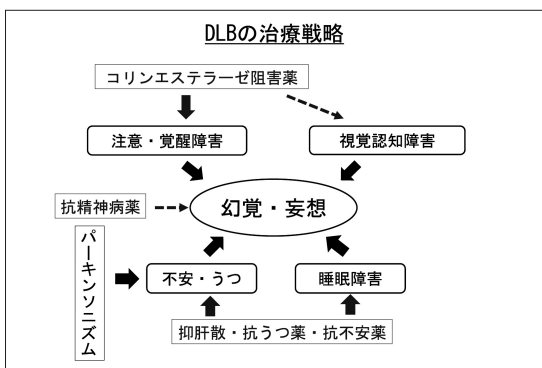 DLBの治療戦略
コリンエステラーゼ阻害薬
注意・覚醒障害
視覚認知障害
抗精神病薬
幻覚・妄想
パーキンソニズム
不安・うつ
睡眠障害
抑肝散・抗うつ薬・抗不安薬